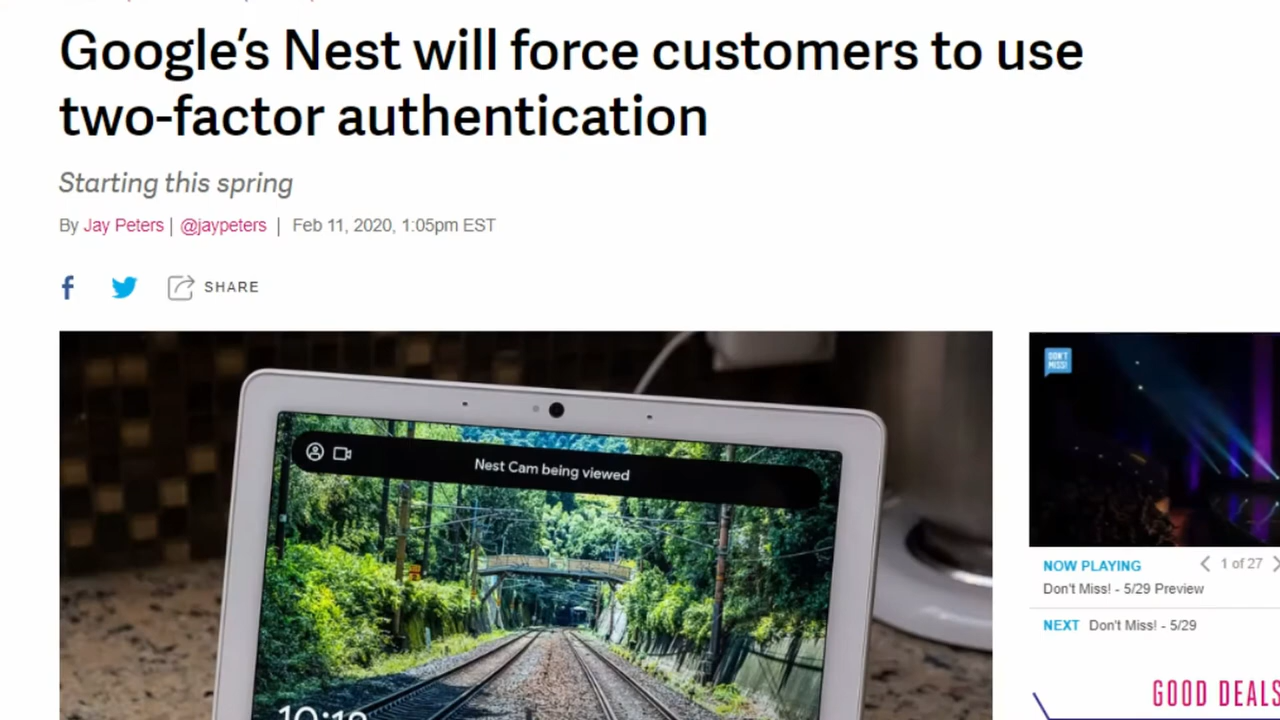 Google's Nest will force customers to use
two-factor authentication
Starting this spring
By Jay Peters | @jaypeters | Feb 11, 2020, 1:05pm EST
SHARE
Nest Cam being viewed
DON'T
MISS!
NOW PLAYING
1 of 27
Don't Miss! - 5/29 Preview
NEXT Don't Miss! - 5/29
GOOD DEALS